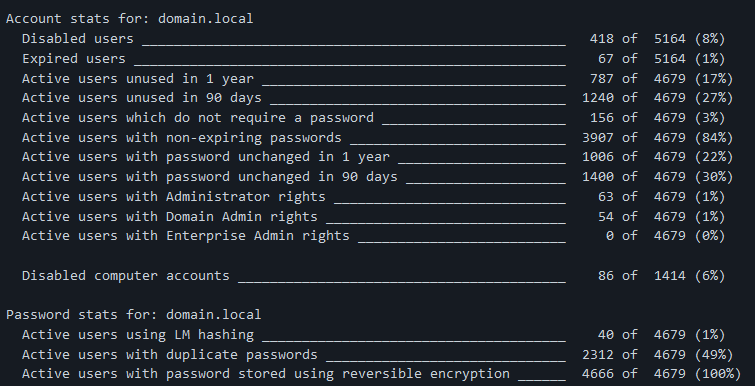 Account stats for: domain.local
Disabled users _____________________________________________________ 418 of 5164 (8%)
Expired users ______________________________________________________ 67 of 5164 (1%)
Active users unused in 1 year ______________________________________ 787 of 4679 (17%)
Active users unused in 90 days _____________________________________ 1240 of 4679 (27%)
Active users which do not require a password _______________________ 156 of 4679 (3%)
Active users with non-expiring passwords ___________________________ 3907 of 4679 (84%)
Active users with password unchanged in 1 year _____________________ 1006 of 4679 (22%)
Active users with password unchanged in 90 days ____________________ 1400 of 4679 (30%)
Active users with Administrator rights _____________________________ 63 of 4679 (1%)
Active users with Domain Admin rights ______________________________ 54 of 4679 (1%)
Active users with Enterprise Admin rights __________________________ 0 of 4679 (0%)
Disabled computer accounts _________________________________________ 86 of 1414 (6%)
Password stats for: domain.local
Active users using LM hashing ______________________________________ 40 of 4679 (1%)
Active users with duplicate passwords ______________________________ 2312 of 4679 (49%)
Active users with password stored using reversible encryption ______ 4666 of 4679 (100%)